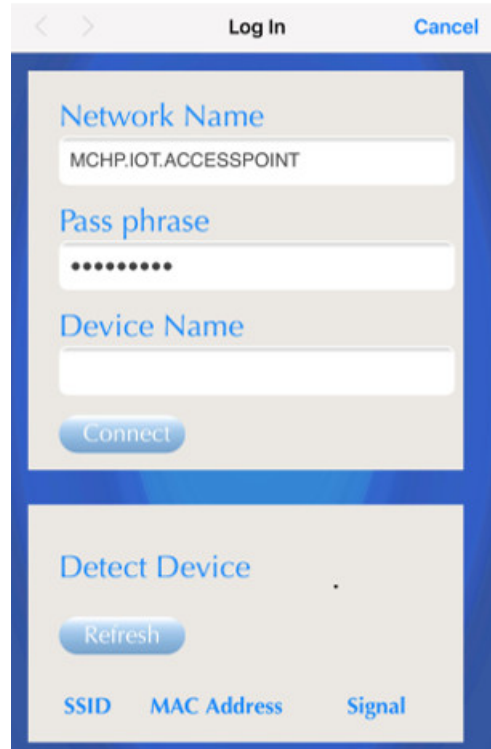 Log In Cancel
Network Name
MCHP.IOT.ACCESSPOINT
Pass phrase
•••••••••
Device Name
Connect
Detect Device
Refresh
SSID MAC Address Signal